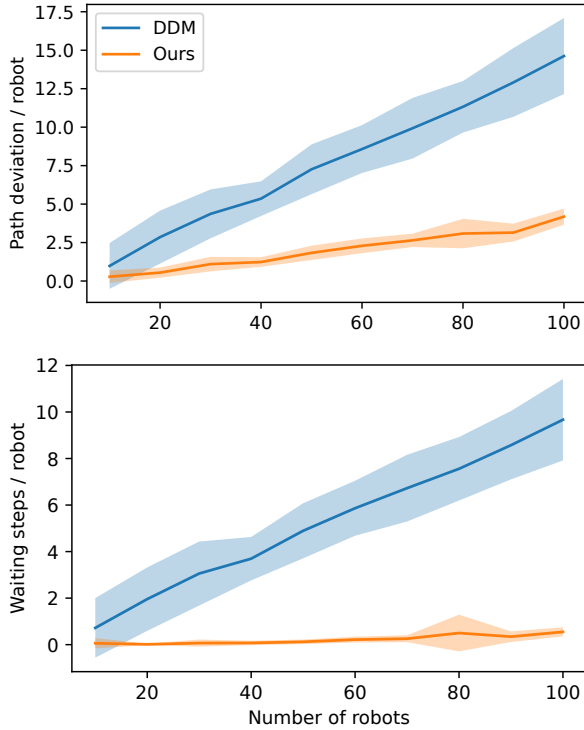 17.5
15.0
12.5
10.0
7.5
5.0
2.5
0.0
Path deviation / robot
DDM
Ours
20 40 60 80 100
12
10
8
6
4
2
0
Waiting steps / robot
20 40 60 80 100
Number of robots